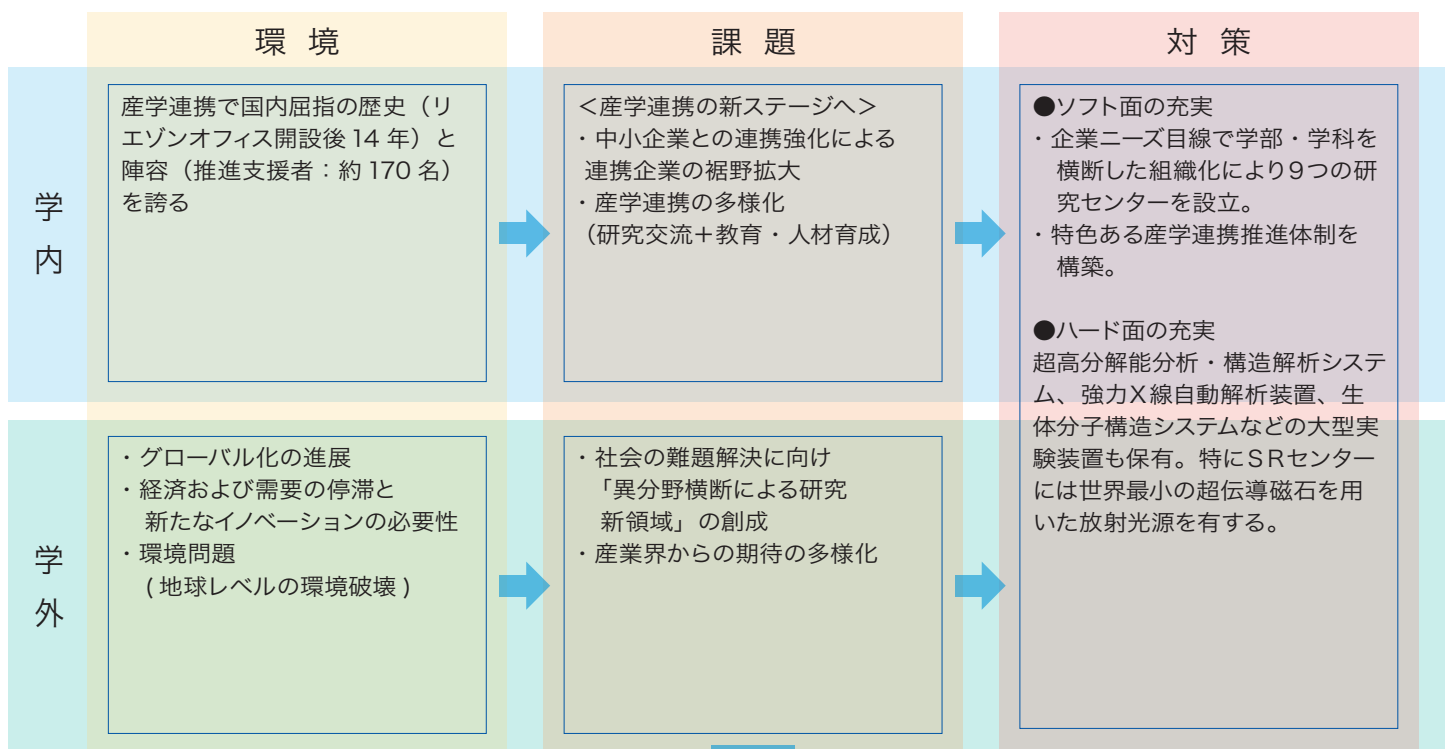 環 境
課 題
対 策
学
内
産学連携で国内屈指の歴史（リ
エゾンオフィス開設後 14 年）と
陣容（推進支援者：約 170 名）
を誇る
＜産学連携の新ステージへ＞
・中小企業との連携強化による
連携企業の裾野拡大
・産学連携の多様化
（研究交流＋教育・人材育成）
●ソフト面の充実
・企業ニーズ目線で学部・学科を
横断した組織化により９つの研
究センターを設立。
・特色ある産学連携推進体制を
構築。
●ハード面の充実
超高分解能分析・構造解析システ
ム、強力Ｘ線自動解析装置、生
体分子構造システムなどの大型実
験装置も保有。特にＳＲセンター
には世界最小の超伝導磁石を用
いた放射光源を有する。
学
外
・グローバル化の進展
・経済および需要の停滞と
新たなイノベーションの必要性
・環境問題
( 地球レベルの環境破壊 )
・社会の難題解決に向け
「異分野横断による研究
新領域」の創成
・産業界からの期待の多様化